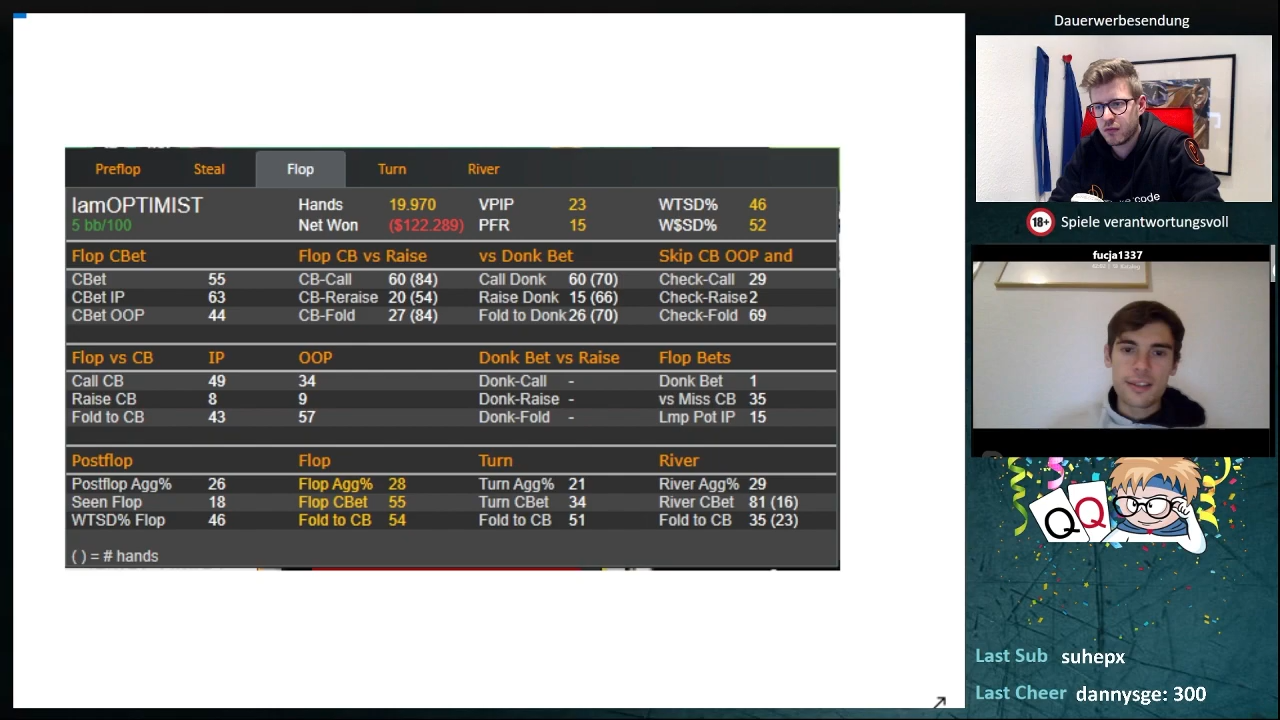 Dauerwerbesendung
Preflop Steal Flop Turn River
IamOPTIMIST Hands 19.970 VPIP 23 WTSD% 46
5 bb/100 Net Won ($122.289) PFR 15 W$SD% 52
Flop CBet Flop CB vs Raise vs Donk Bet Skip CB OOP and
CBet 55 CB-Call 60 (84) Call Donk 60 (70) Check-Call 29
CBet IP 63 CB-Reraise 20 (54) Raise Donk 15 (66) Check-Raise 2
CBet OOP 44 CB-Fold 27 (84) Fold to Donk 26 (70) Check-Fold 69
Flop vs CB IP OOP Donk Bet vs Raise Flop Bets
Call CB 49 34 Donk-Call - Donk Bet 1
Raise CB 8 9 Donk-Raise - vs Miss CB 35
Fold to CB 43 57 Donk-Fold - Lmp Pot IP 15
Postflop Flop Turn River
Postflop Agg% 26 Flop Agg% 28 Turn Agg% 21 River Agg% 29
Seen Flop 18 Flop CBet 55 Turn CBet 34 River CBet 81 (16)
WTSD% Flop 46 Fold to CB 54 Fold to CB 51 Fold to CB 35 (23)
( ) = # hands
18+ Spiele verantwortungsvoll
fucja1337
Q Q
Last Sub suhepx
Last Cheer dannysge: 300